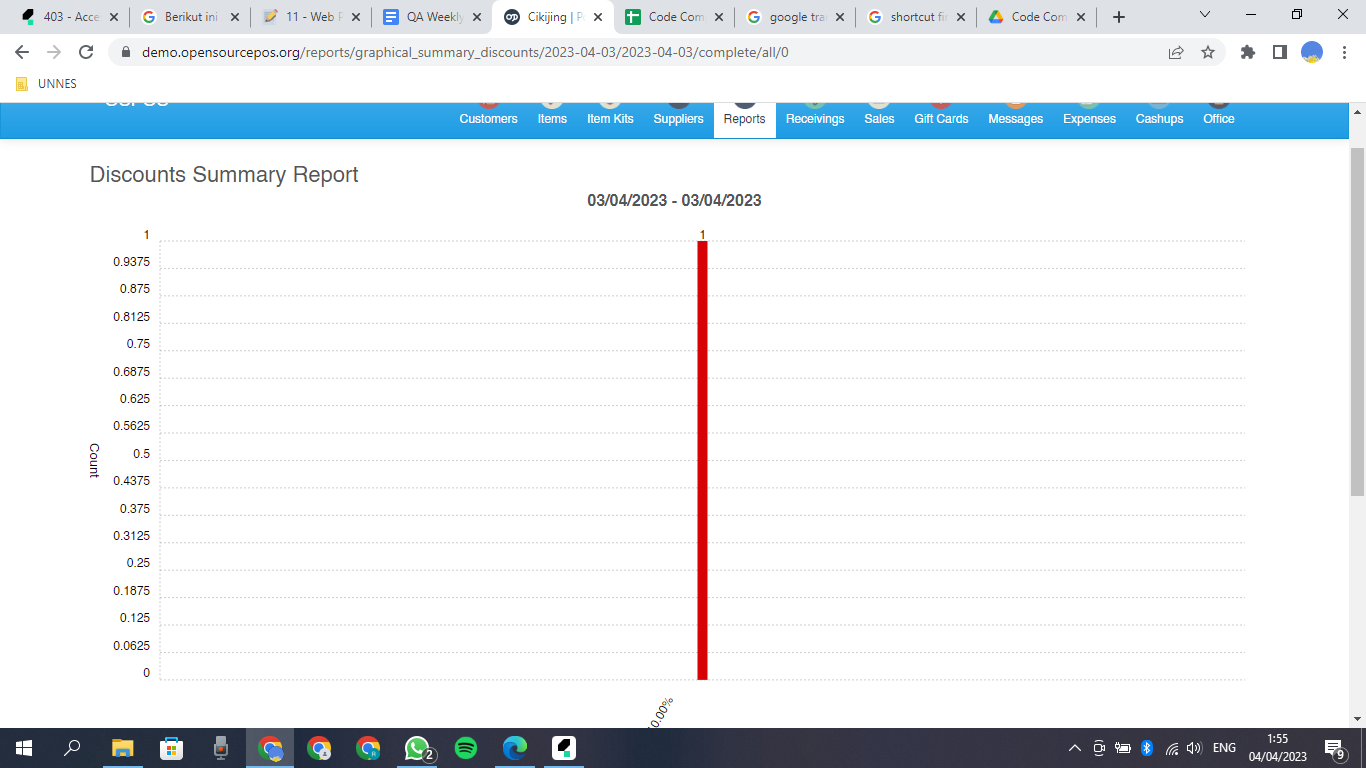 403 - Acce
Berikut ini
11 - Web P
QA Weekly
Cikijing | P
Code Com
google tra
shortcut fi
Code Com
demo.opensourcepos.org/reports/graphical_summary_discounts/2023-04-03/2023-04-03/complete/all/0
UNNES
Customers
Items
Item Kits
Suppliers
Reports
Receivings
Sales
Gift Cards
Messages
Expenses
Cashups
Office
Discounts Summary Report
03/04/2023 - 03/04/2023
1
1
0.9375
0.875
0.8125
0.75
0.6875
0.625
0.5625
0.5
0.4375
0.375
0.3125
0.25
0.1875
0.125
0.0625
0
Count
0.00%
2
ENG
1:55
04/04/2023
9